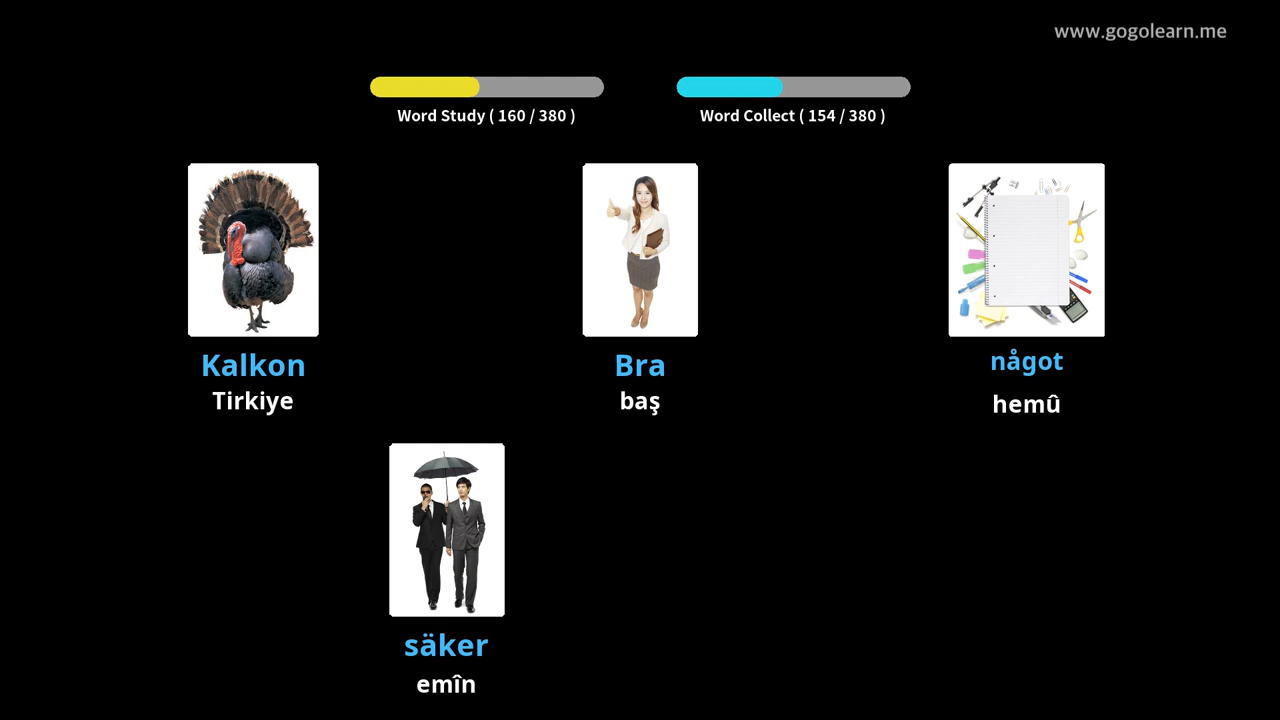 www.gogolearn.me
Word Study ( 160 / 380 )
Word Collect ( 154 / 380 )
Kalkon
Tirkiye
Bra
baş
något
hemû
säker
emîn